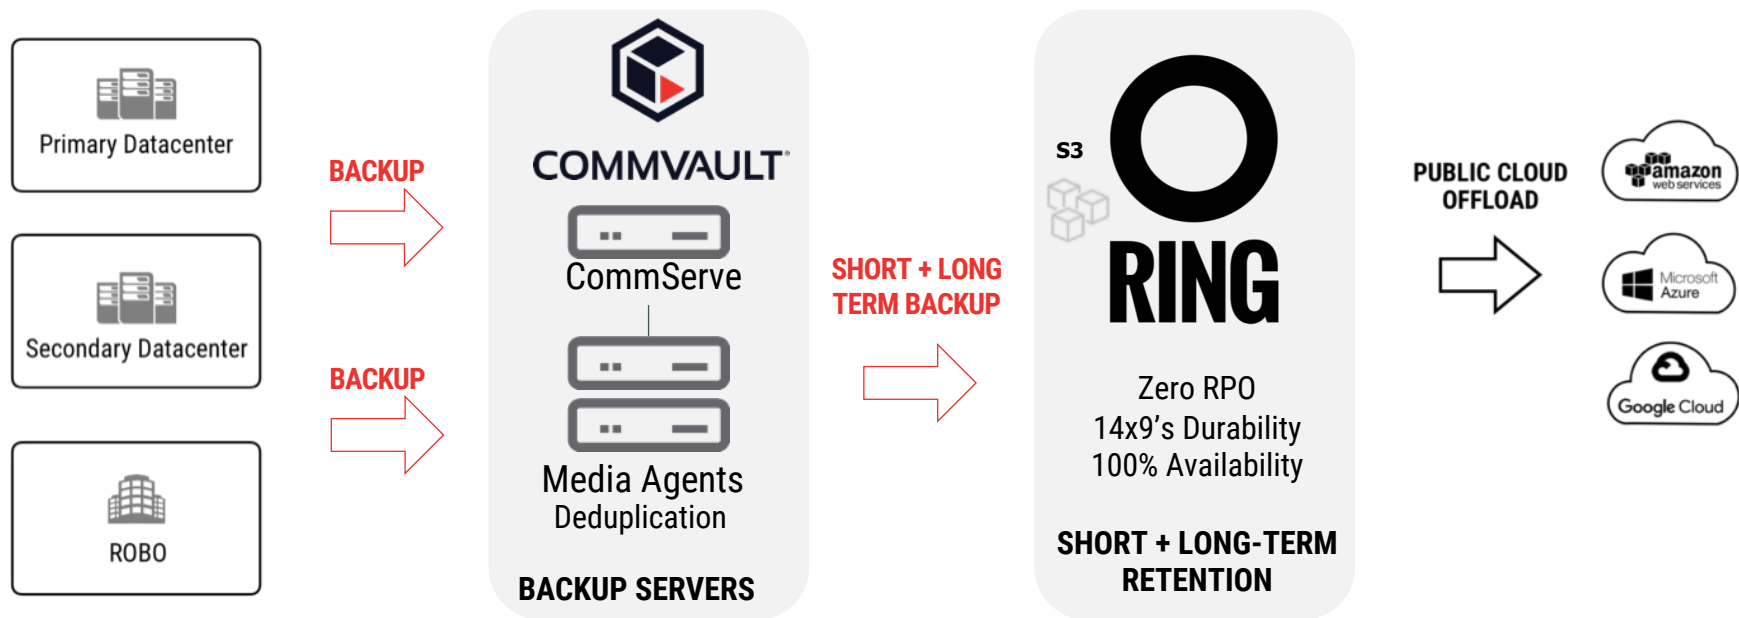 Primary Datacenter
Secondary Datacenter
ROBO
BACKUP
BACKUP
COMMVAULT®
CommServe
Media Agents
Deduplication
BACKUP SERVERS
SHORT + LONG
TERM BACKUP
S3
RING
Zero RPO
14x9’s Durability
100% Availability
SHORT + LONG-TERM
RETENTION
PUBLIC CLOUD
OFFLOAD
amazon
web services
Microsoft
Azure
Google Cloud